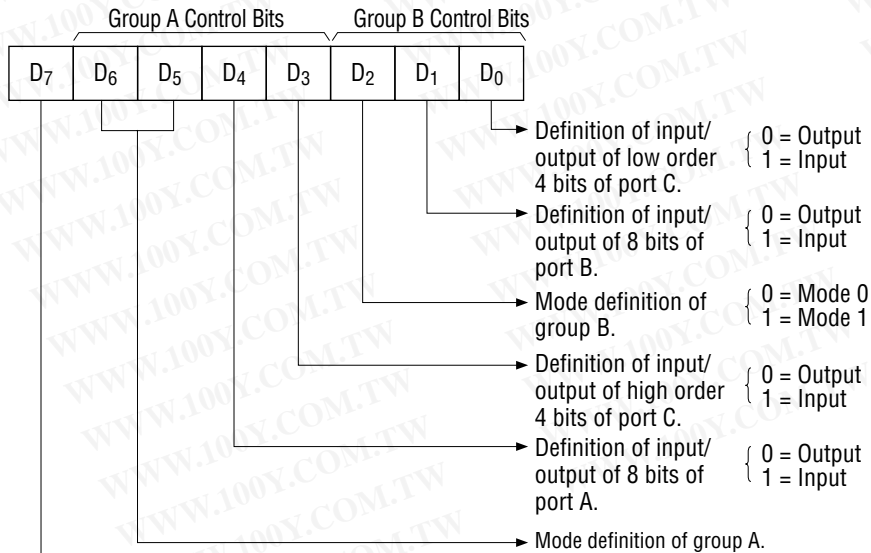 Group A Control Bits Group B Control Bits
D7 D6 D5 D4 D3 D2 D1 D0
Definition of input/
output of low order
4 bits of port C.
0 = Output
1 = Input
Definition of input/
output of 8 bits of
port B.
0 = Output
1 = Input
Mode definition of
group B.
0 = Mode 0
1 = Mode 1
Definition of input/
output of high order
4 bits of port C.
0 = Output
1 = Input
Definition of input/
output of 8 bits of
port A.
0 = Output
1 = Input
Mode definition of group A.
WWW.100Y.COM.TW